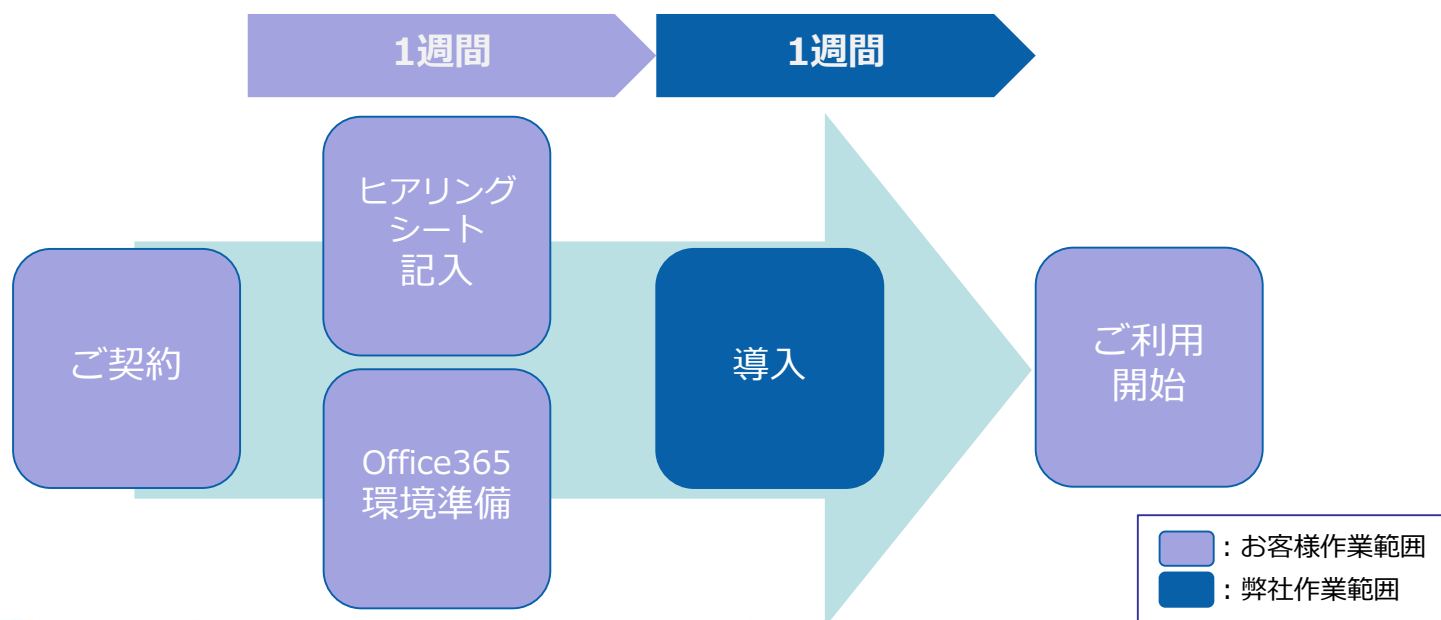 1週間
1週間
ご契約
ヒアリング
シート
記入
Office365
環境準備
導入
ご利用
開始
：お客様作業範囲
：弊社作業範囲